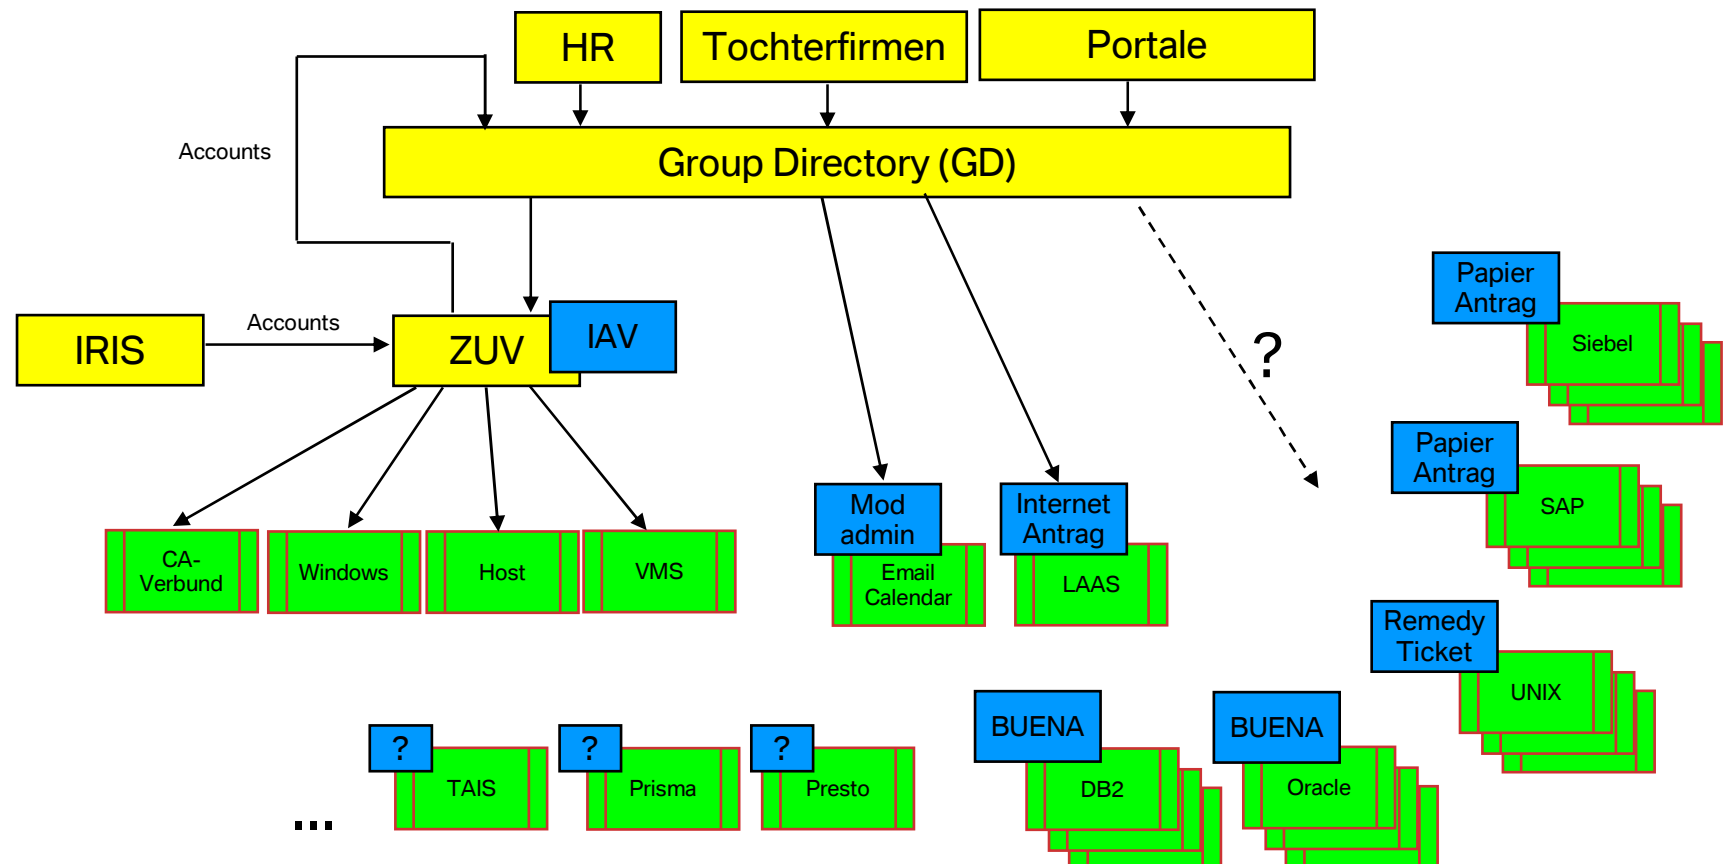 HR
Tochterfirmen
Portale
Accounts
Group Directory (GD)
IRIS
Accounts
ZUV
IAV
?
Papier
Antrag
Siebel
Papier
Antrag
SAP
CA-
Verbund
Windows
Host
VMS
Mod
admin
Email
Calendar
Internet
Antrag
LAAS
Remedy
Ticket
UNIX
?
TAIS
?
Prisma
?
Presto
BUENA
DB2
BUENA
Oracle
...